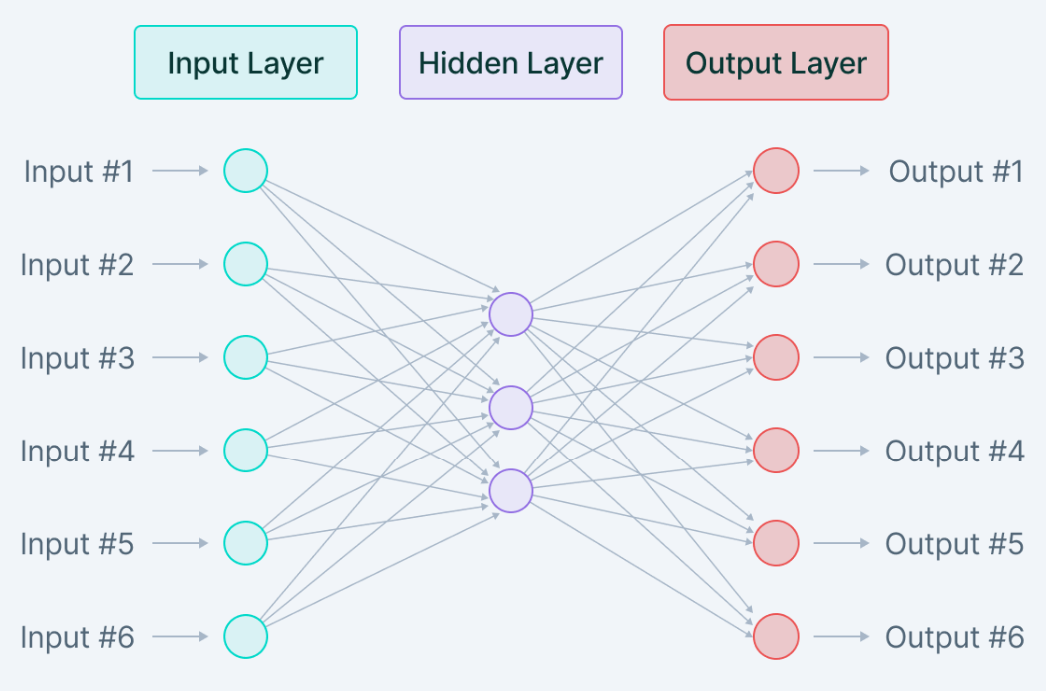 Input Layer
Hidden Layer
Output Layer
Input #1
Output #1
Input #2
Output #2
Input #3
Output #3
Input #4
Output #4
Input #5
Output #5
Input #6
Output #6